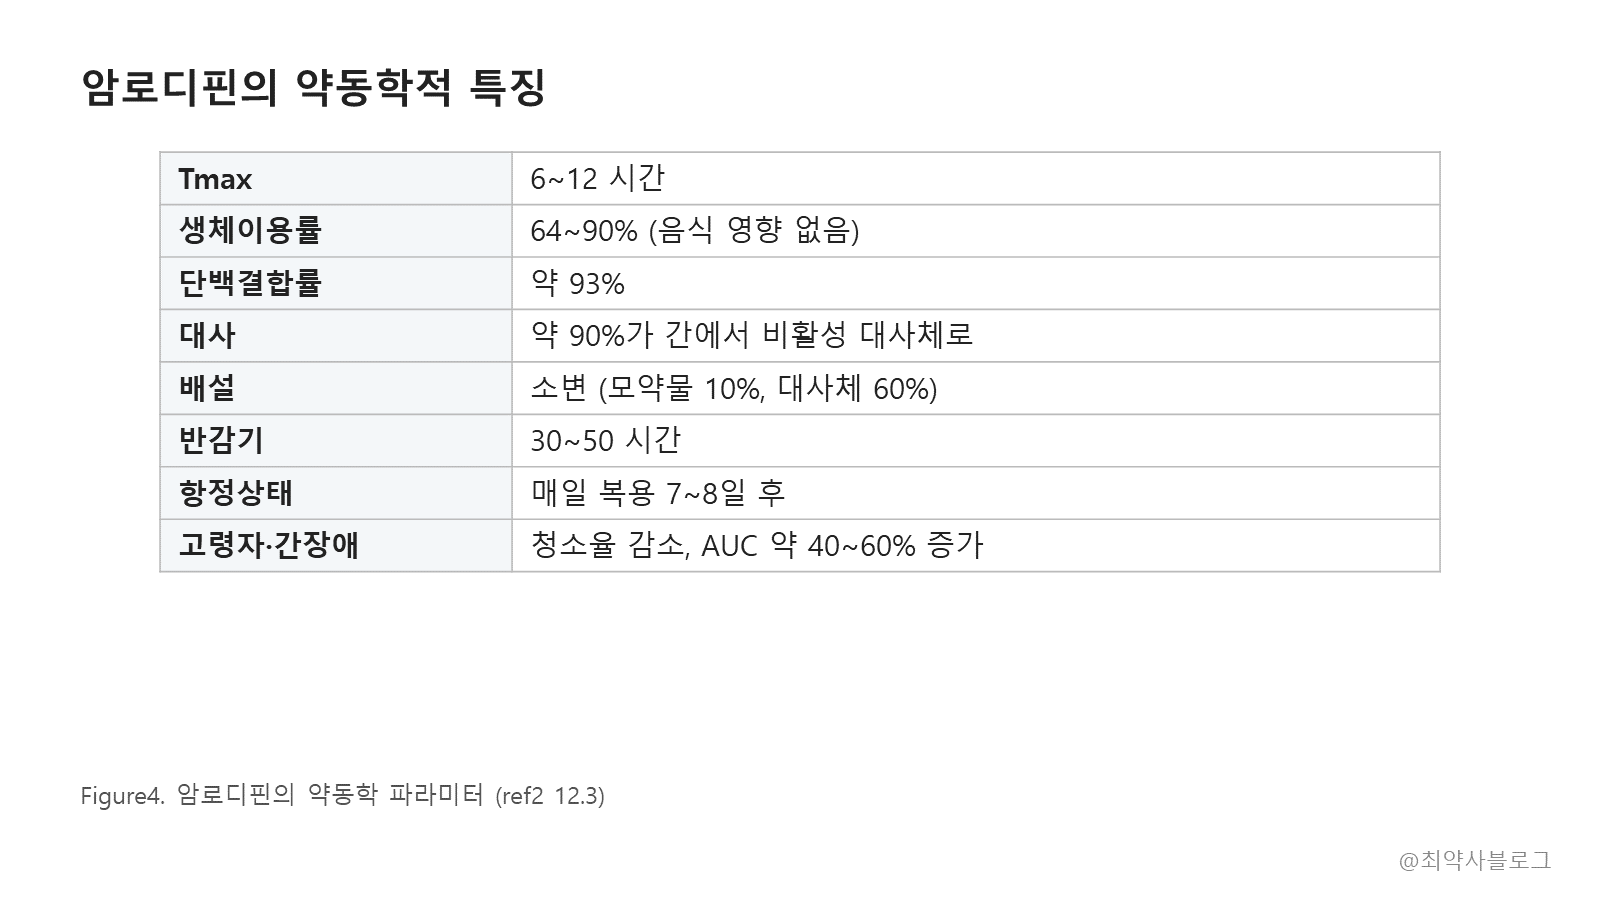 암로디핀의 약동학적 특징
Tmax 6~12 시간
생체이용률 64~90% (음식 영향 없음)
단백결합률 약 93%
대사 약 90%가 간에서 비활성 대사체로
배설 소변 (모약물 10%, 대사체 60%)
반감기 30~50 시간
항정상태 매일 복용 7~8일 후
고령자·간장애 청소율 감소, AUC 약 40~60% 증가
Figure4. 암로디핀의 약동학 파라미터 (ref2 12.3)
@최약사블로그